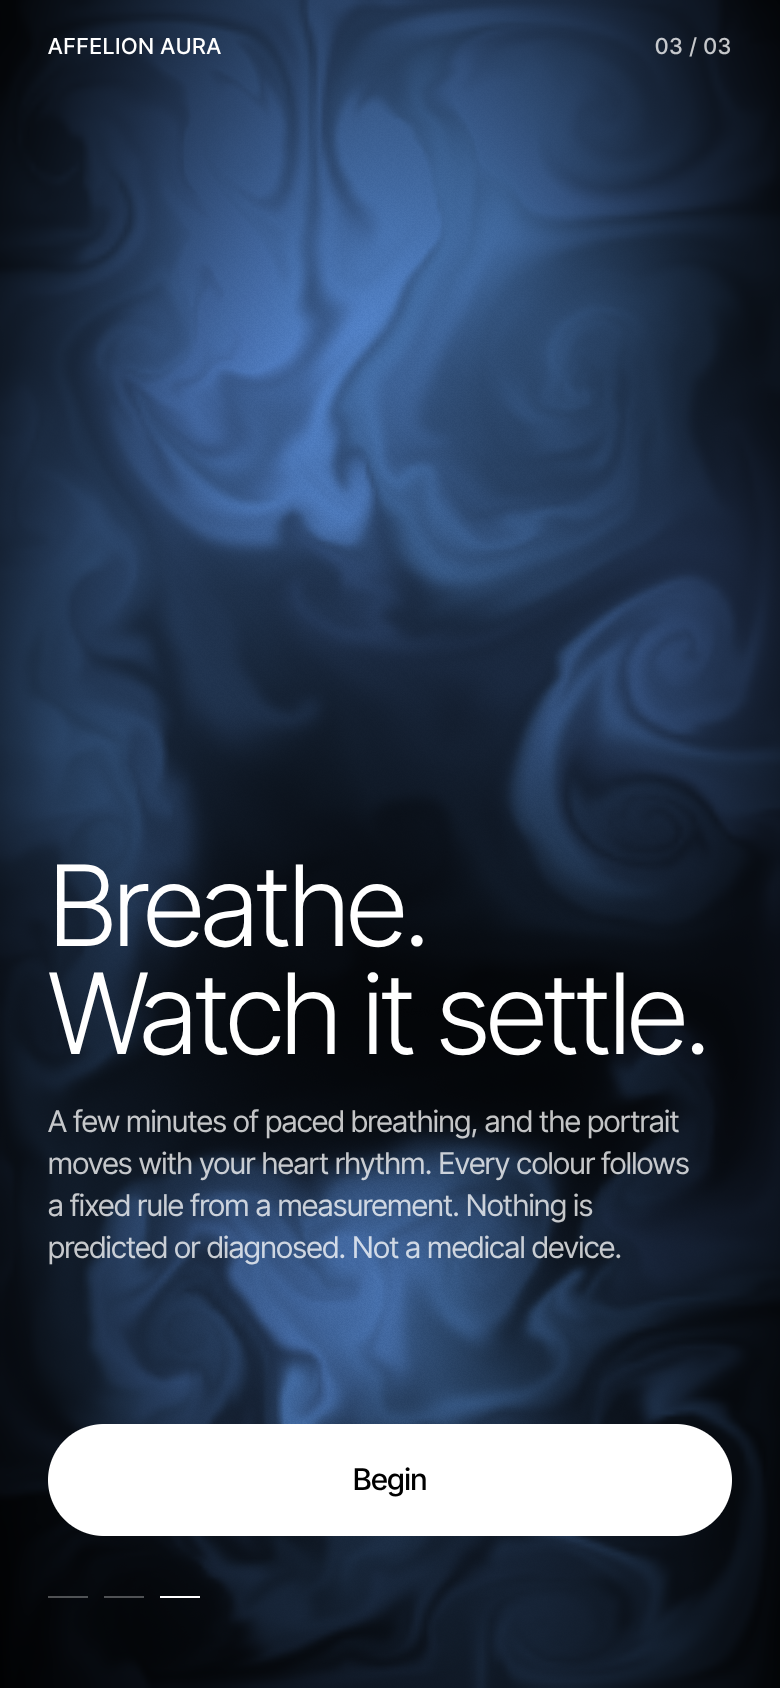 AFFELION AURA
03 / 03
Breathe.
Watch it settle.
A few minutes of paced breathing, and the portrait
moves with your heart rhythm. Every colour follows
a fixed rule from a measurement. Nothing is
predicted or diagnosed. Not a medical device.
Begin